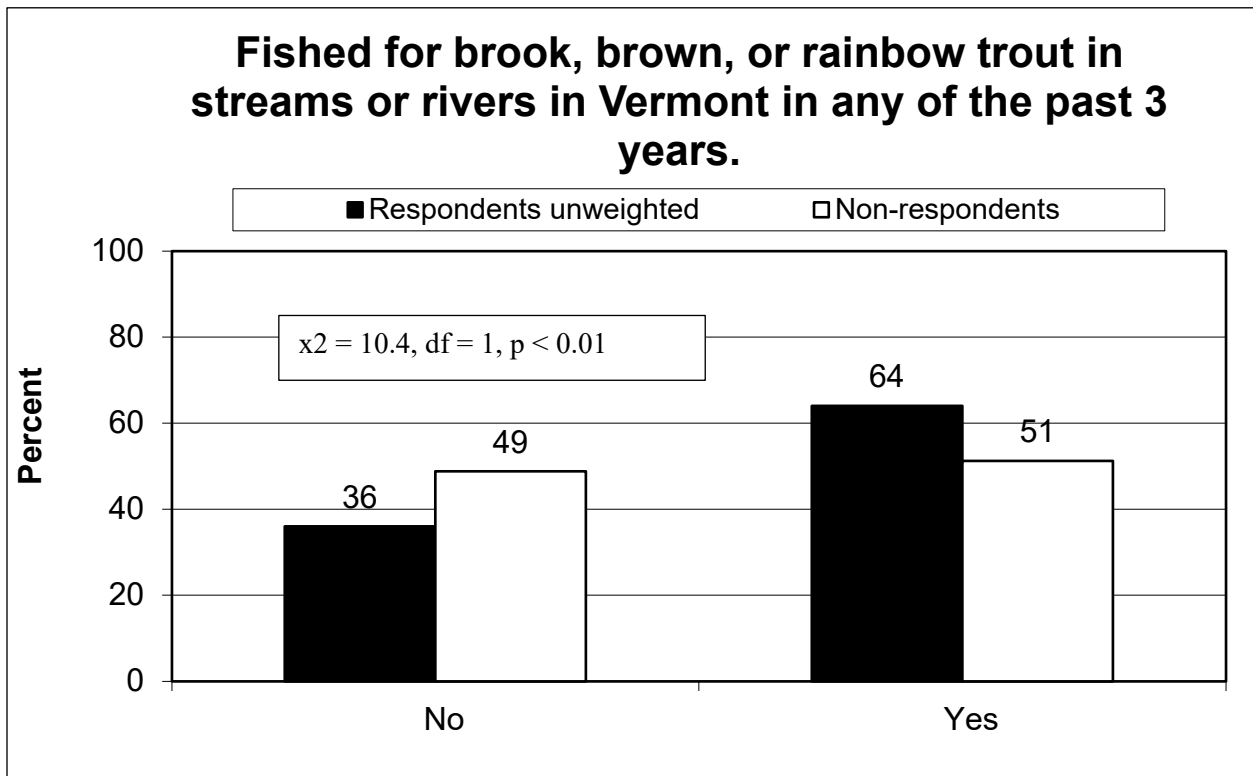 Fished for brook, brown, or rainbow trout in
streams or rivers in Vermont in any of the past 3
years.
Respondents unweighted Non-respondents
100
80
60
40
20
0
Percent
x2 = 10.4, df = 1, p < 0.01
36
49
64
51
No Yes